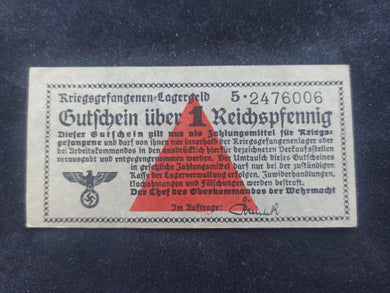 Kriegsgefangenen-Lagergeld 5·2476006
Gutschein über 1 Reichspfennig
Dieser Gutschein gilt nur als Zahlungsmittel für Kriegs-
gefangene und darf von ihnen nur innerhalb der Kriegsgefangenenlager oder
bei Arbeitskommandos in den ausdrücklich hierfür bezeichneten Verkaufsstellen
verausgabt und entgegengenommen werden. Der Umtausch dieses Gutscheines
in gesetzliche Zahlungsmittel darf nur bei der zuständigen
Kasse der Lagerverwaltung erfolgen. Zuwiderhandlungen,
Nachahmungen und Fälschungen werden bestraft.
Der Chef des Oberkommandos der Wehrmacht
Im Auftrage: